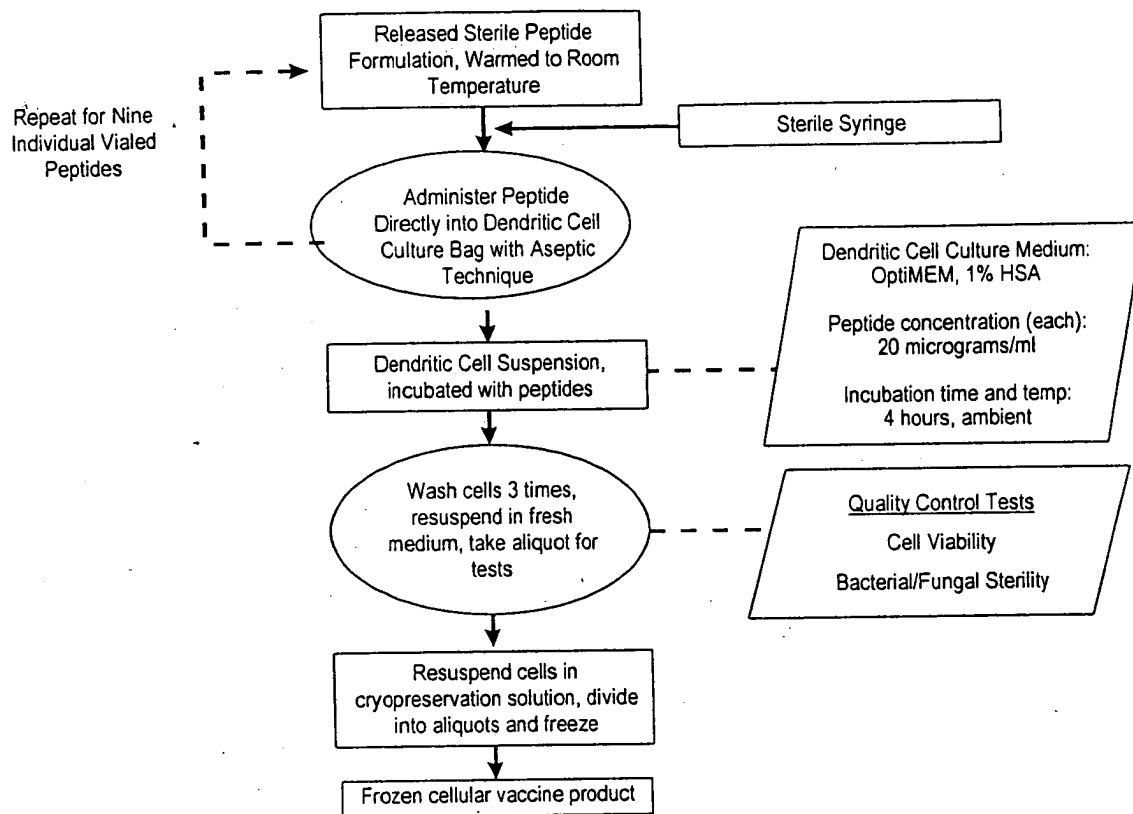 Released Sterile Peptide
Formulation, Warmed to Room
Temperature
Repeat for Nine
Individual Vialed
Peptides
Sterile Syringe
Administer Peptide
Directly into Dendritic Cell
Culture Bag with Aseptic
Technique
Dendritic Cell Culture Medium:
OptiMEM, 1% HSA
Peptide concentration (each):
20 micrograms/ml
Incubation time and temp:
4 hours, ambient
Dendritic Cell Suspension,
incubated with peptides
Wash cells 3 times,
resuspend in fresh
medium, take aliquot for
tests
Quality Control Tests
Cell Viability
Bacterial/Fungal Sterility
Resuspend cells in
cryopreservation solution, divide
into aliquots and freeze
Frozen cellular vaccine product